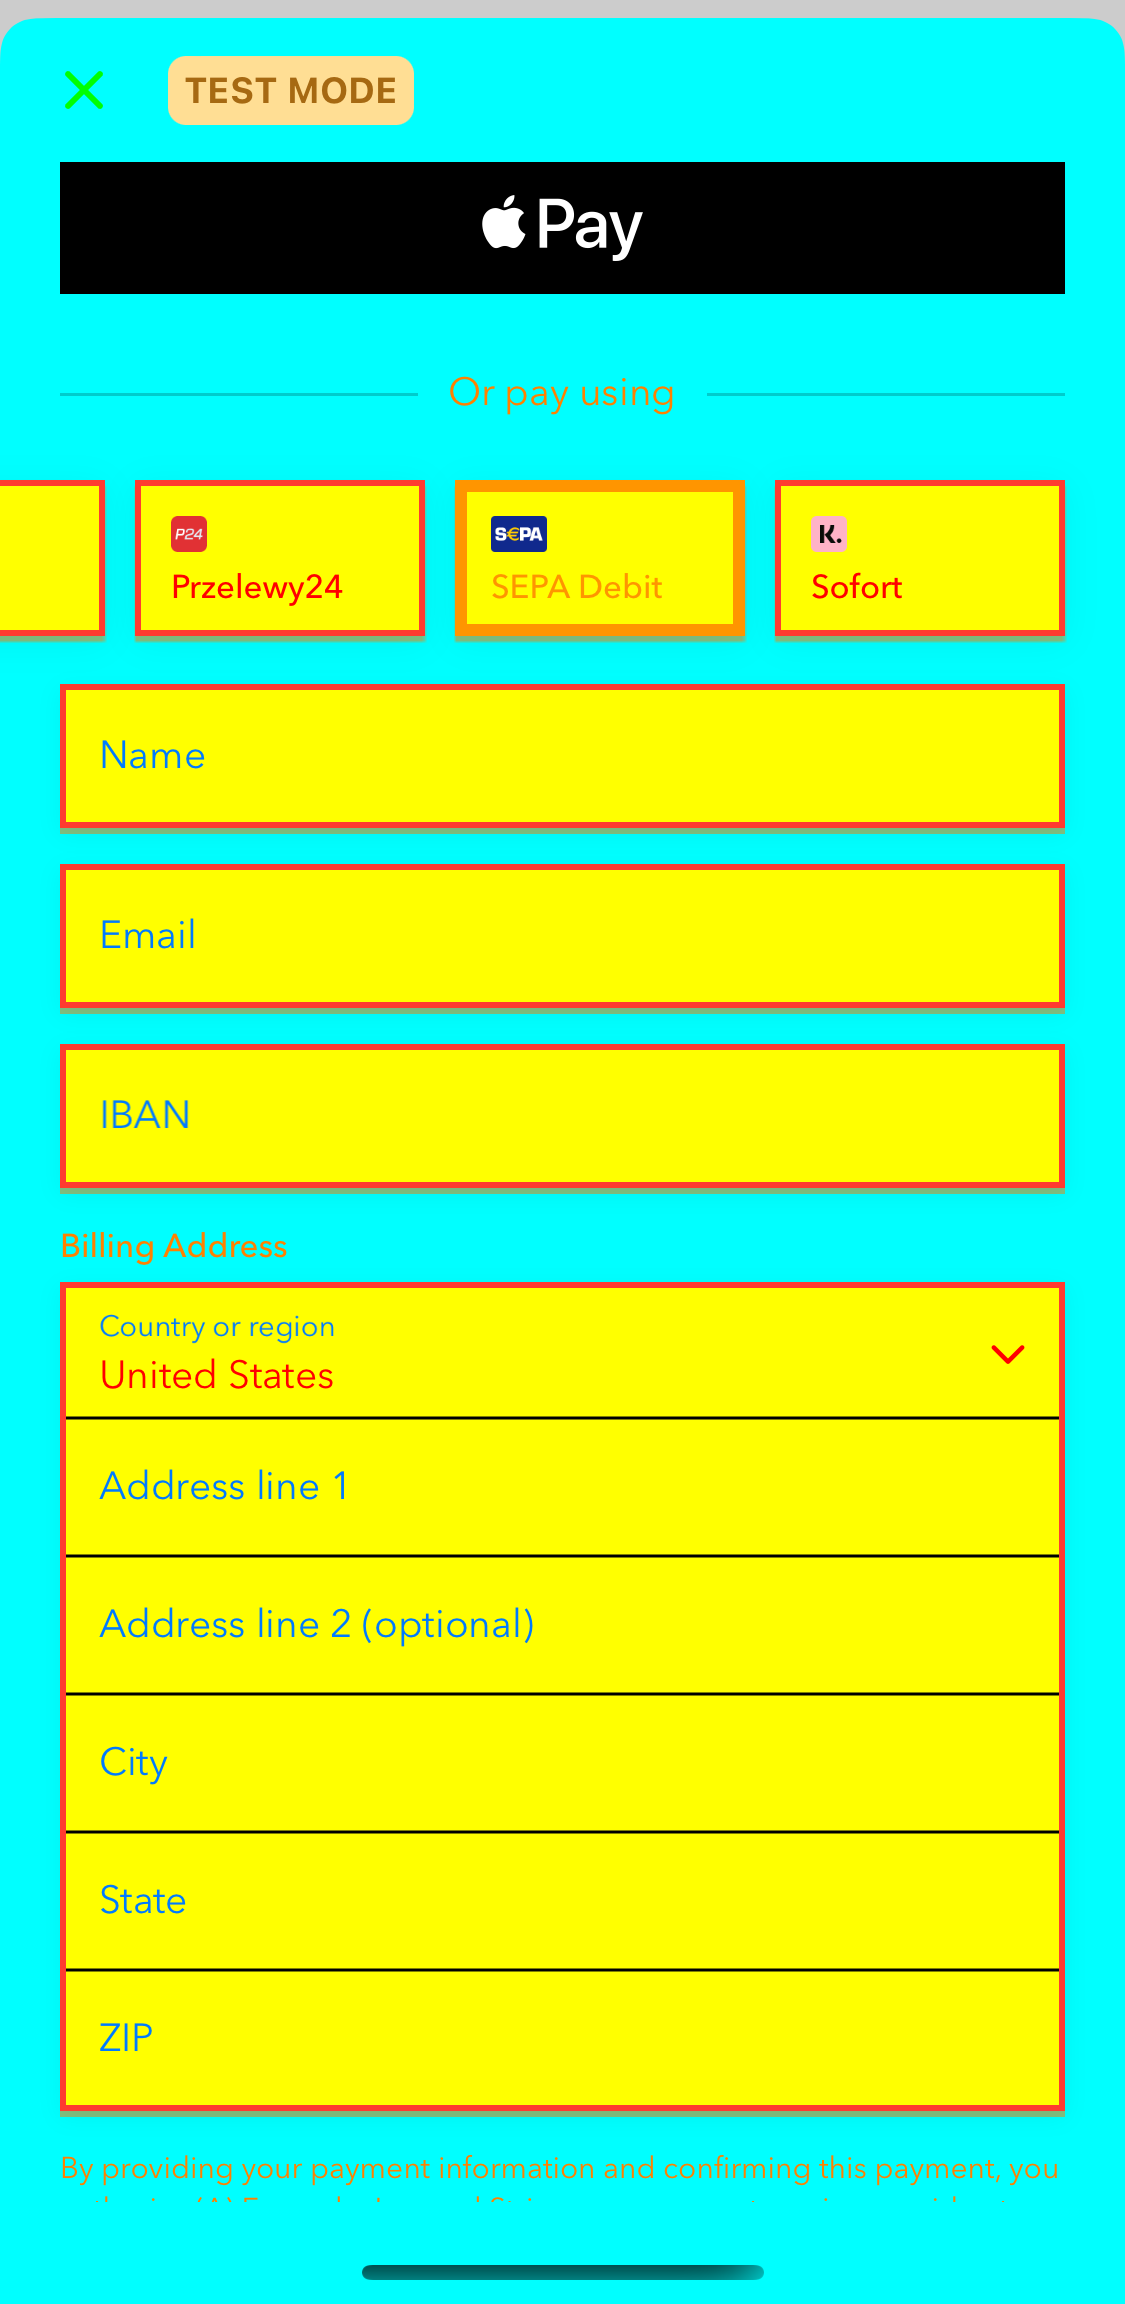 TEST MODE
Pay
Or pay using
P24
Przelewy24
S€PA
SEPA Debit
K.
Sofort
Name
Email
IBAN
Billing Address
Country or region
United States
Address line 1
Address line 2 (optional)
City
State
ZIP
By providing your payment information and confirming this payment, you